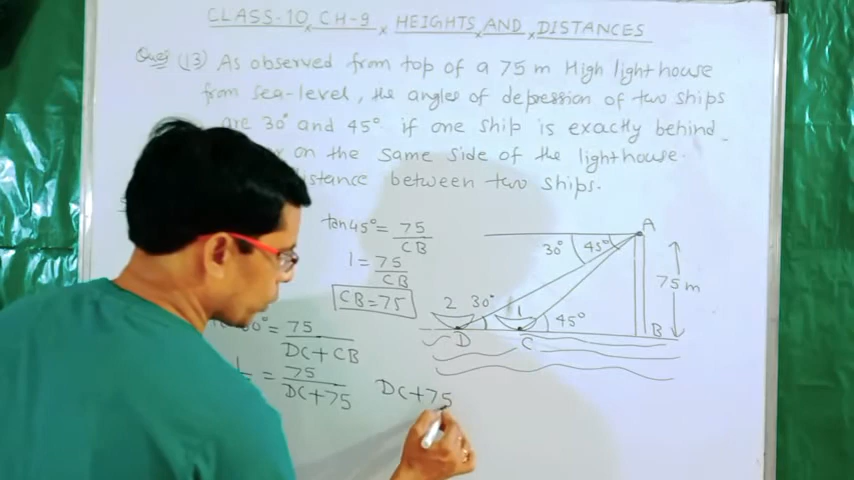 CLASS-10, CH-9, HEIGHTS AND DISTANCES
Ques (13) As observed from top of a 75 m High light house
from sea-level, the angles of depression of two ships
are 30° and 45° if one ship is exactly behind
on the same side of the lighthouse.
distance between two ships.
tan45° = 75/CB
1 = 75/CB
CB=75
75/DC+CB
= 75/DC+75
DC+75
A
30° 45°
75 m
2 30° 1 45°
D C B